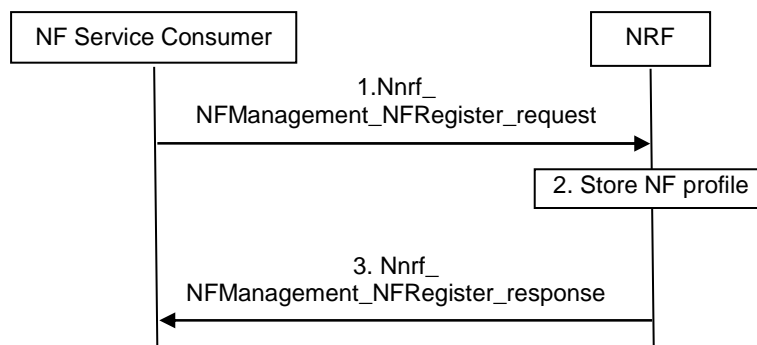 NF Service Consumer
NRF
1.Nnrf_
NFManagement_NFRegister_request
2. Store NF profile
3. Nnrf_
NFManagement_NFRegister_response